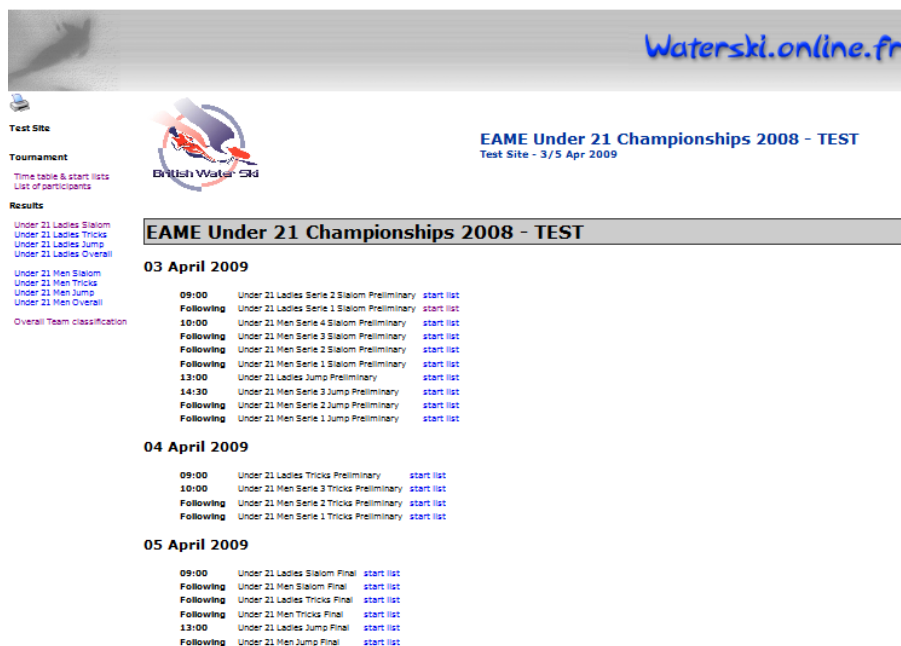 Waterski.online.fr
Test Site
Tournament
Time table & start lists
List of participants
Results
Under 21 Ladies Slalom
Under 21 Ladies Tricks
Under 21 Ladies Jump
Under 21 Ladies Overall
Under 21 Men Slalom
Under 21 Men Tricks
Under 21 Men Jump
Under 21 Men Overall
Overall Team classification
British Water Ski
EAME Under 21 Championships 2008 - TEST
Test Site - 3/5 Apr 2009
EAME Under 21 Championships 2008 - TEST
03 April 2009
09:00 Under 21 Ladies Serie 2 Slalom Preliminary start list
Following Under 21 Ladies Serie 1 Slalom Preliminary start list
10:00 Under 21 Men Serie 4 Slalom Preliminary start list
Following Under 21 Men Serie 3 Slalom Preliminary start list
Following Under 21 Men Serie 2 Slalom Preliminary start list
Following Under 21 Men Serie 1 Slalom Preliminary start list
13:00 Under 21 Ladies Jump Preliminary start list
14:30 Under 21 Men Serie 3 Jump Preliminary start list
Following Under 21 Men Serie 2 Jump Preliminary start list
Following Under 21 Men Serie 1 Jump Preliminary start list
04 April 2009
09:00 Under 21 Ladies Tricks Preliminary start list
10:00 Under 21 Men Serie 3 Tricks Preliminary start list
Following Under 21 Men Serie 2 Tricks Preliminary start list
Following Under 21 Men Serie 1 Tricks Preliminary start list
05 April 2009
09:00 Under 21 Ladies Slalom Final start list
Following Under 21 Men Slalom Final start list
Following Under 21 Ladies Tricks Final start list
Following Under 21 Men Tricks Final start list
13:00 Under 21 Ladies Jump Final start list
Following Under 21 Men Jump Final start list